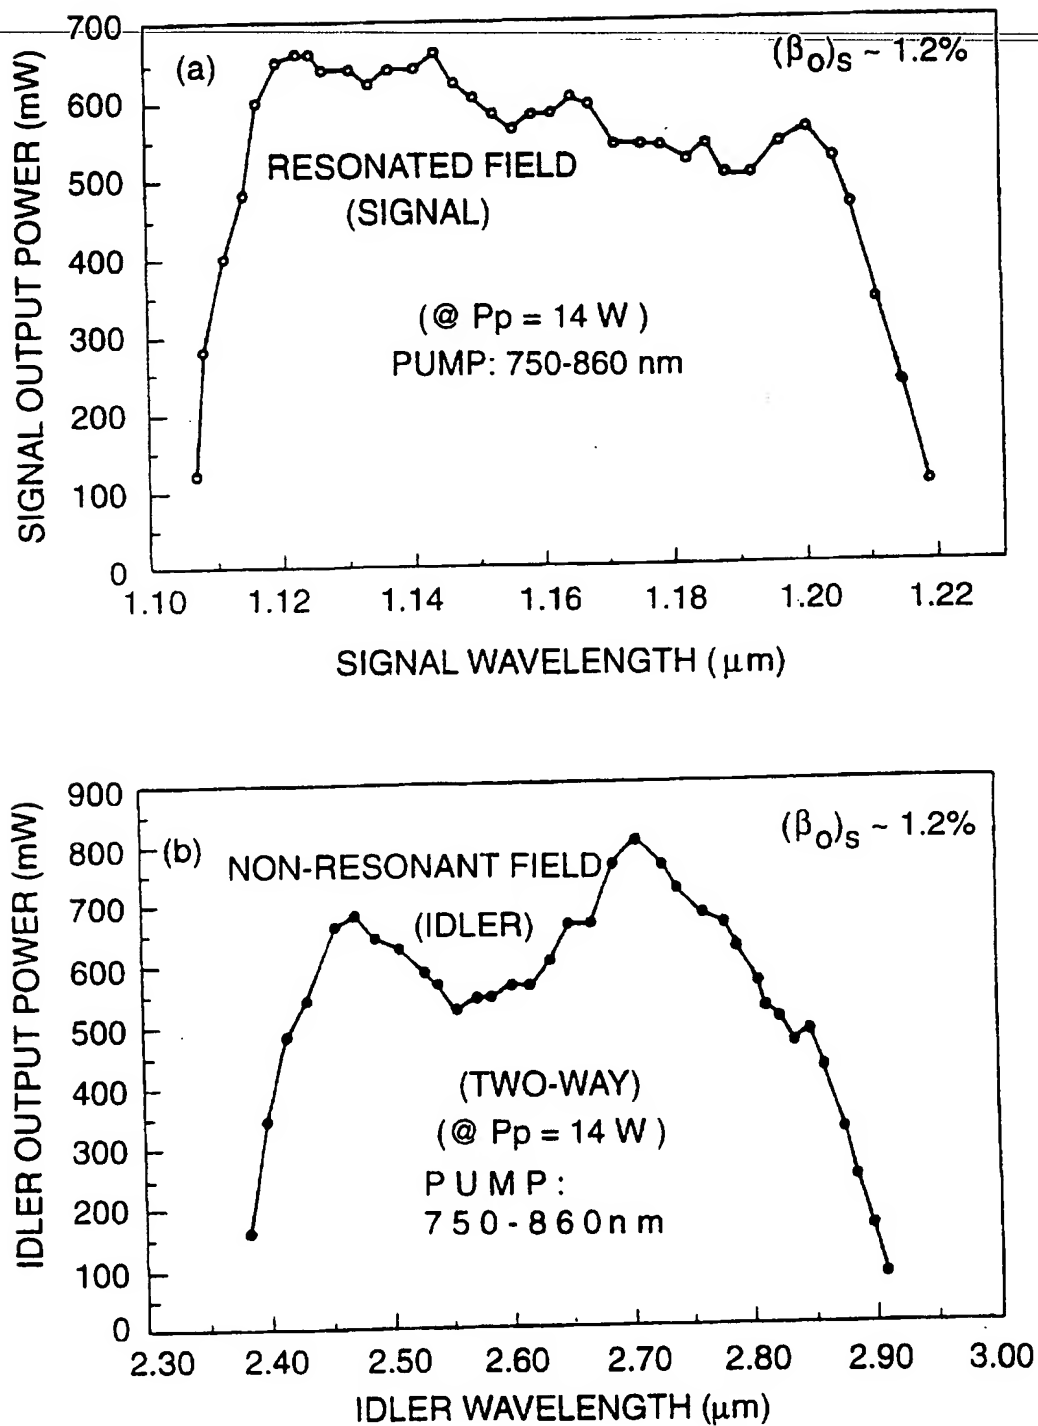 700
600
500
400
300
200
100
0
SIGNAL OUTPUT POWER (mW)
(a)
(βo)s ~ 1.2%
RESONATED FIELD
(SIGNAL)
(@ Pp = 14 W)
PUMP: 750-860 nm
1.10 1.12 1.14 1.16 1.18 1.20 1.22
SIGNAL WAVELENGTH (μm)
900
800
700
600
500
400
300
200
100
0
IDLER OUTPUT POWER (mW)
(b)
(βo)s ~ 1.2%
NON-RESONANT FIELD
(IDLER)
(TWO-WAY)
(@ Pp = 14 W)
PUMP:
750-860nm
2.30 2.40 2.50 2.60 2.70 2.80 2.90 3.00
IDLER WAVELENGTH (μm)